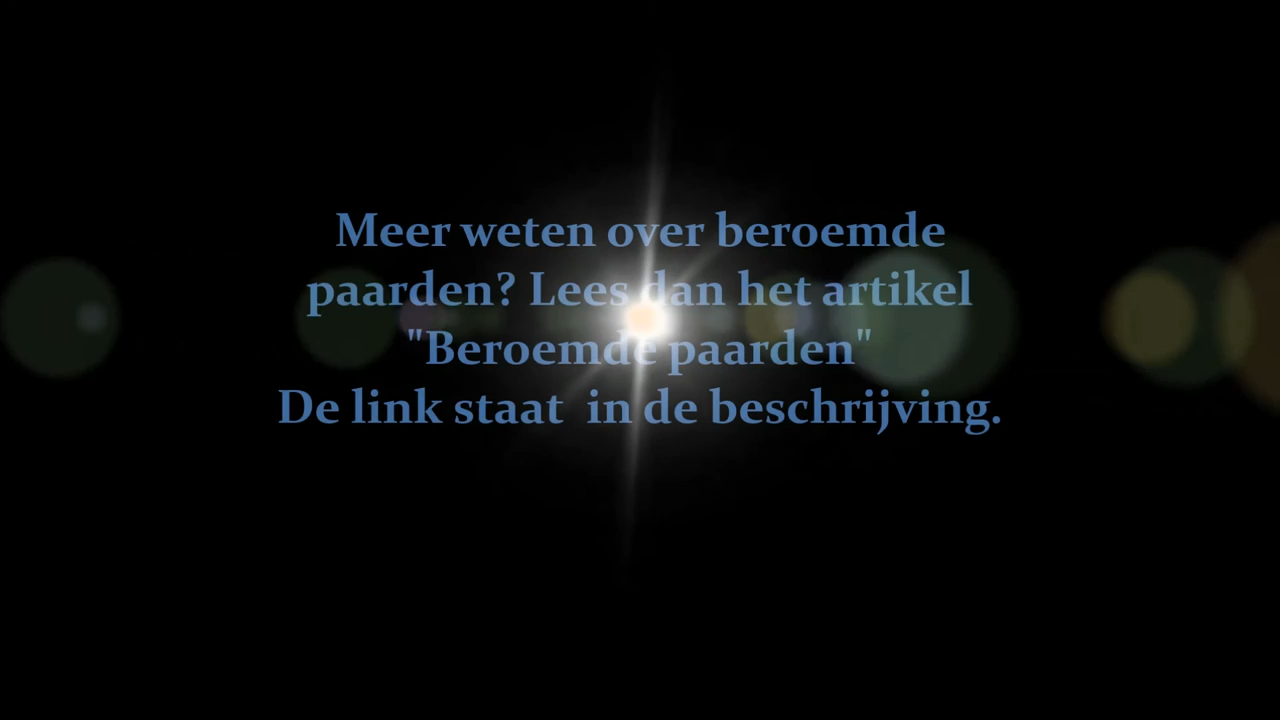 Meer weten over beroemde
paarden? Lees dan het artikel
"Beroemde paarden"
De link staat  in de beschrijving.